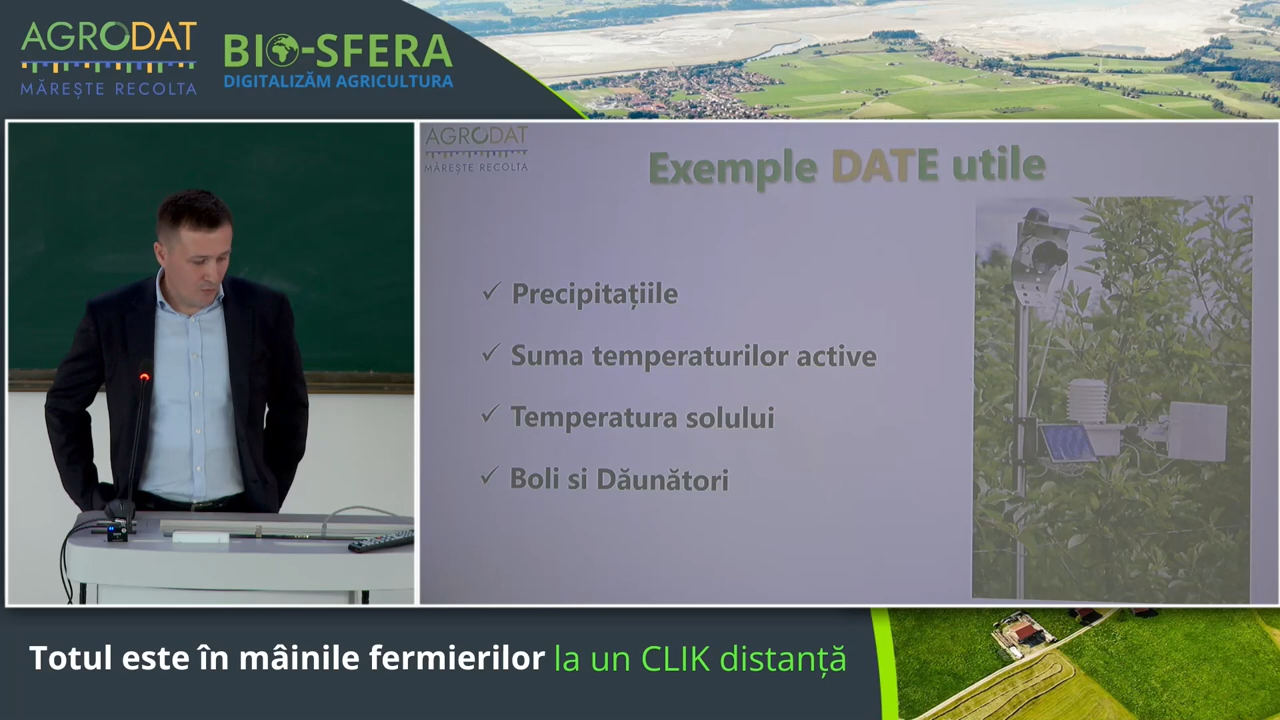 AGRODAT
MĂREȘTE RECOLTA
BIO-SFERA
DIGITALIZĂM AGRICULTURA
AGRODAT
MĂREȘTE RECOLTA
Exemple DATE utile
✓ Precipitațiile
✓ Suma temperaturilor active
✓ Temperatura solului
✓ Boli si Dăunători
Totul este în mâinile fermierilor la un CLIK distanță